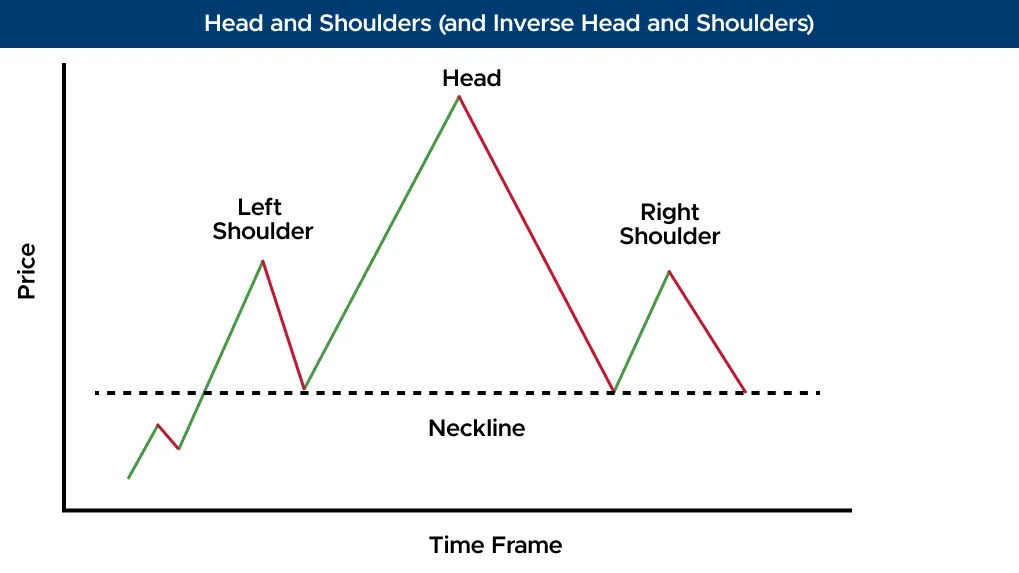 Head and Shoulders (and Inverse Head and Shoulders)
Head
Left
Shoulder
Right
Shoulder
Price
Neckline
Time Frame